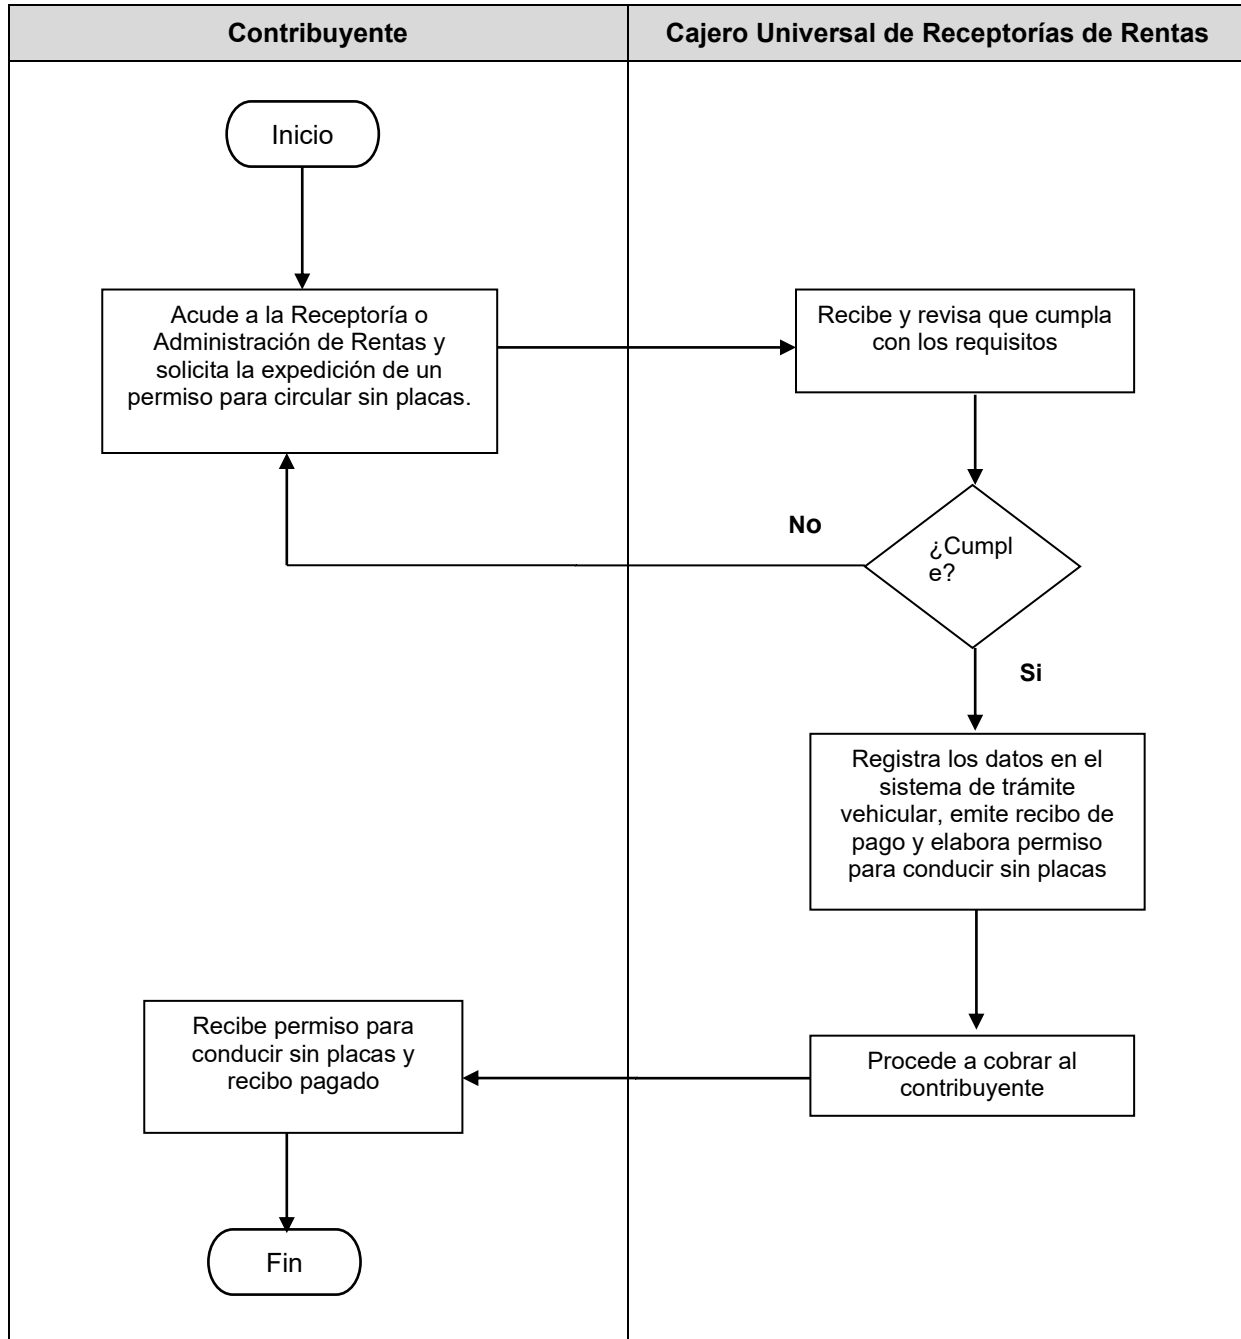 Contribuyente
Cajero Universal de Receptorías de Rentas
Inicio
Acude a la Receptoría o
Administración de Rentas y
solicita la expedición de un
permiso para circular sin placas.
Recibe y revisa que cumpla
con los requisitos
No
¿Cumpl
e?
Si
Registra los datos en el
sistema de trámite
vehicular, emite recibo de
pago y elabora permiso
para conducir sin placas
Procede a cobrar al
contribuyente
Recibe permiso para
conducir sin placas y
recibo pagado
Fin